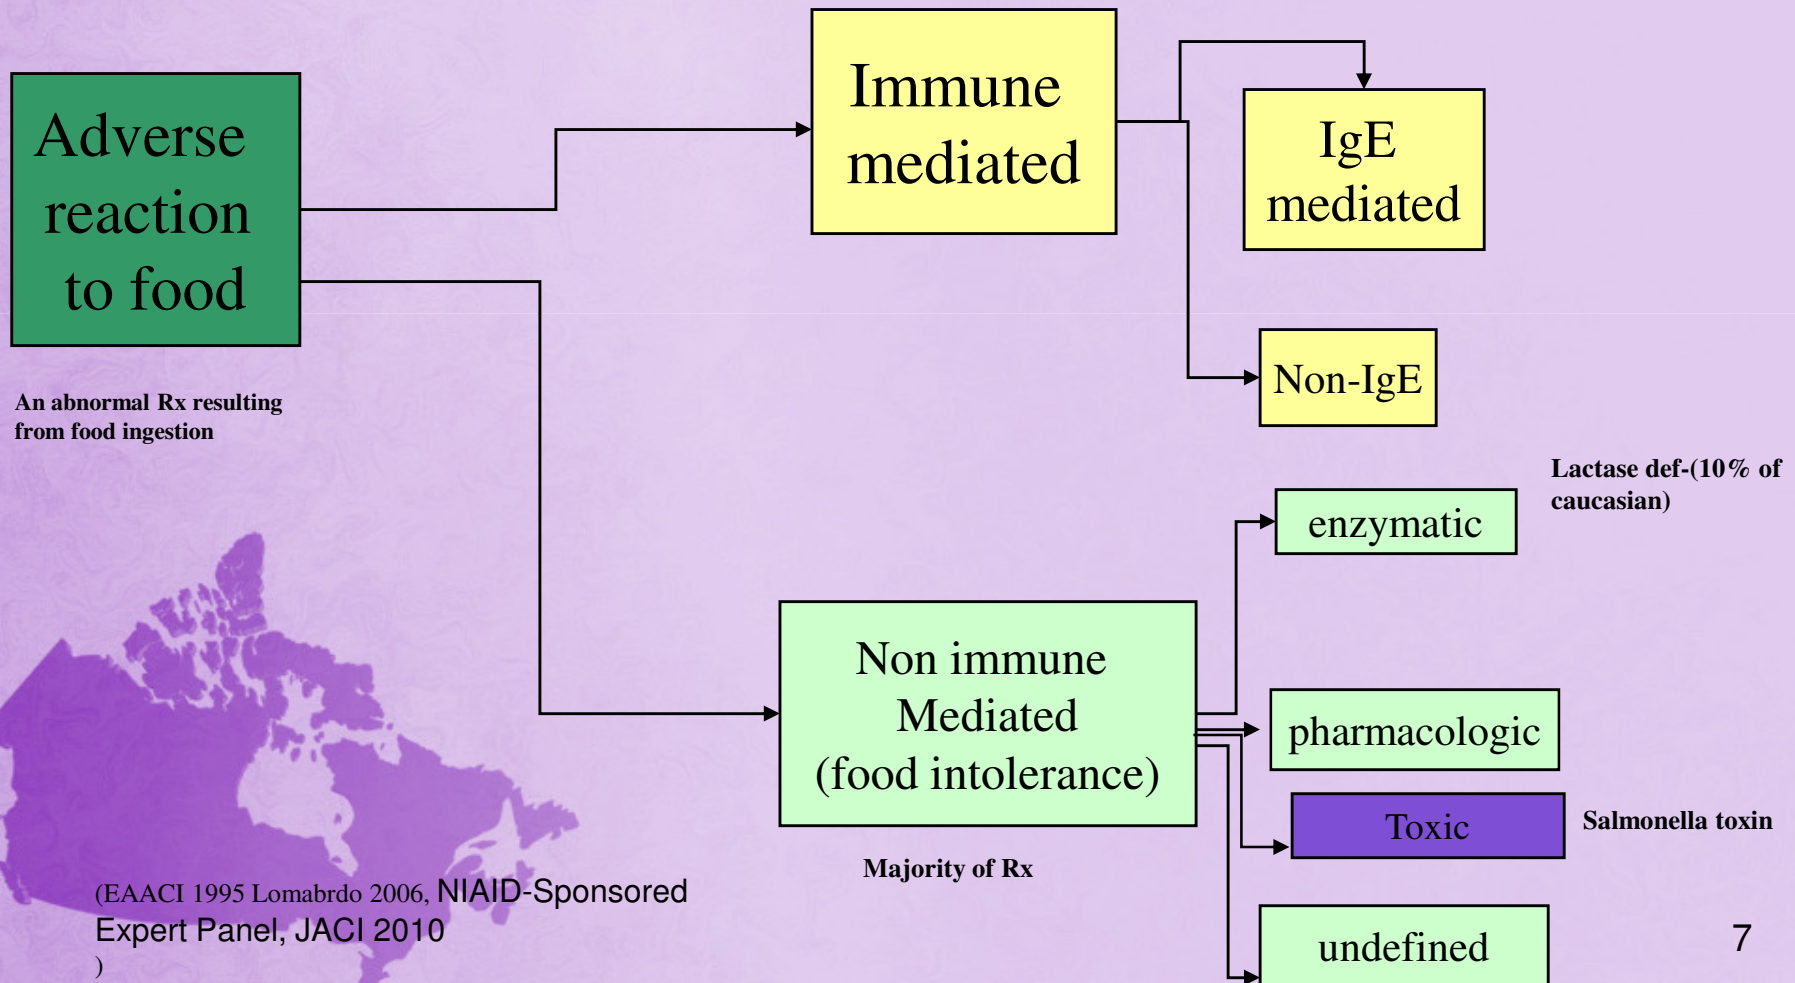 Adverse
reaction
to food
An abnormal Rx resulting
from food ingestion
Immune
mediated
IgE
mediated
Non-IgE
Non immune
Mediated
(food intolerance)
Majority of Rx
enzymatic
Lactase def-(10% of
caucasian)
pharmacologic
Toxic
Salmonella toxin
undefined
(EAACI 1995 Lomabrdo 2006, NIAID-Sponsored
Expert Panel, JACI 2010
)
7